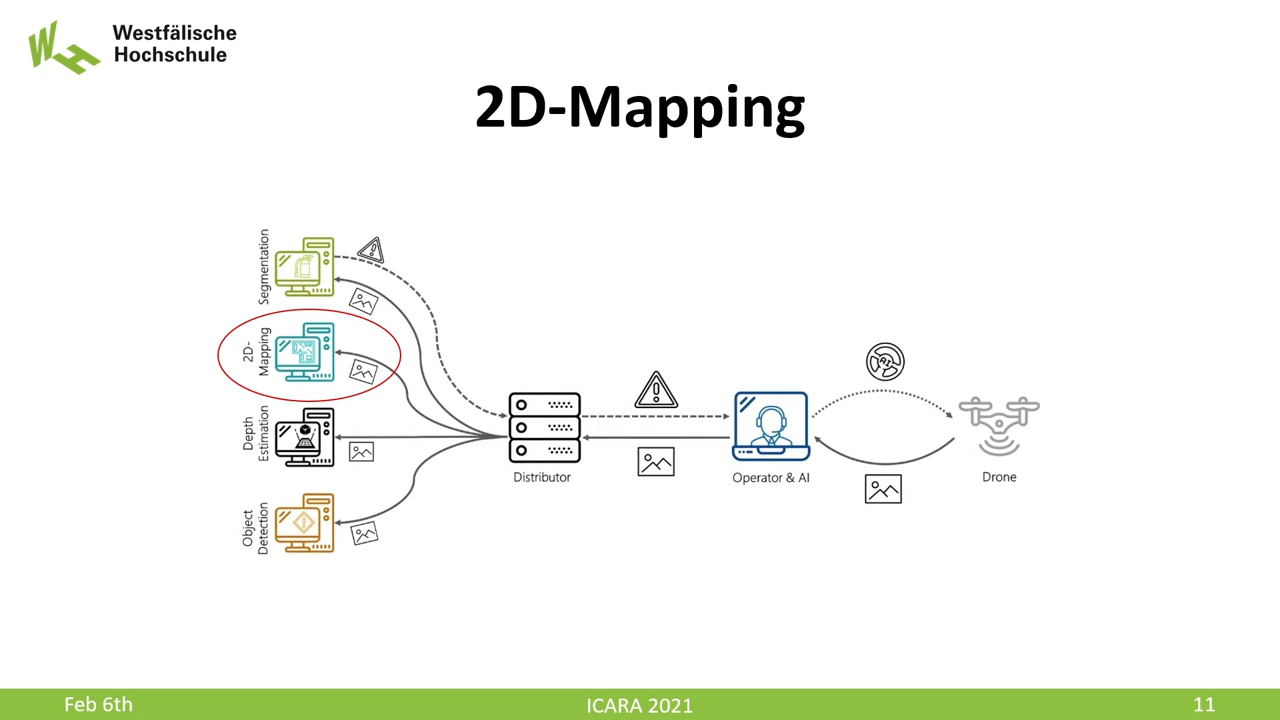 Westfälische
Hochschule
2D-Mapping
Segmentation
2D-
Mapping
Depth
Estimation
Object
Detection
Distributor
Operator & AI
AI
Drone
Feb 6th
ICARA 2021
11